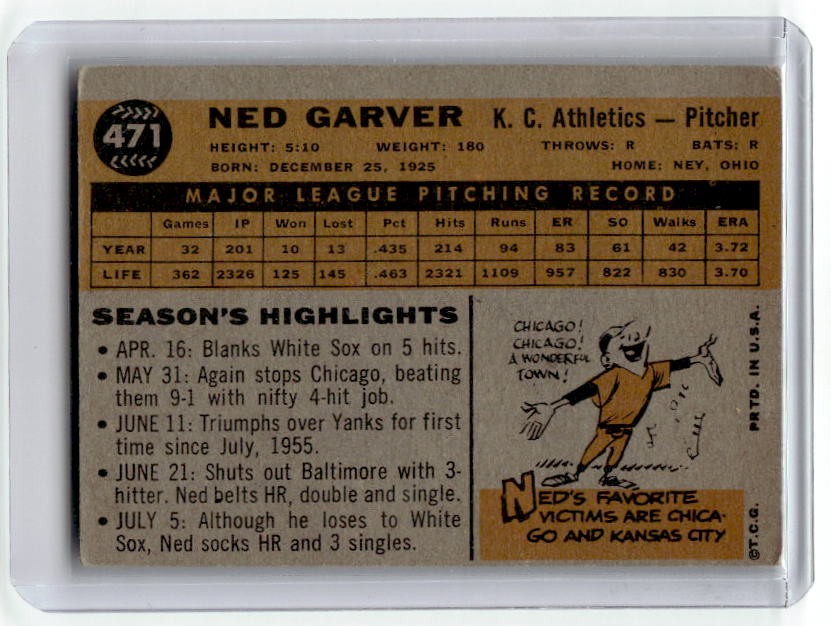 471
NED GARVER K. C. Athletics — Pitcher
HEIGHT: 5:10 WEIGHT: 180 THROWS: R BATS: R
BORN: DECEMBER 25, 1925 HOME: NEY, OHIO
MAJOR LEAGUE PITCHING RECORD
Games IP Won Lost Pct Hits Runs ER SO Walks ERA
YEAR 32 201 10 13 .435 214 94 83 61 42 3.72
LIFE 362 2326 125 145 .463 2321 1109 957 822 830 3.70
SEASON'S HIGHLIGHTS
• APR. 16: Blanks White Sox on 5 hits.
• MAY 31: Again stops Chicago, beating
them 9-1 with nifty 4-hit job.
• JUNE 11: Triumphs over Yanks for first
time since July, 1955.
• JUNE 21: Shuts out Baltimore with 3-
hitter. Ned belts HR, double and single.
• JULY 5: Although he loses to White
Sox, Ned socks HR and 3 singles.
CHICAGO!
CHICAGO!
A WONDERFUL
TOWN!
NED'S FAVORITE
VICTIMS ARE CHICA-
GO AND KANSAS CITY
©T.C.G. PRTD. IN U.S.A.